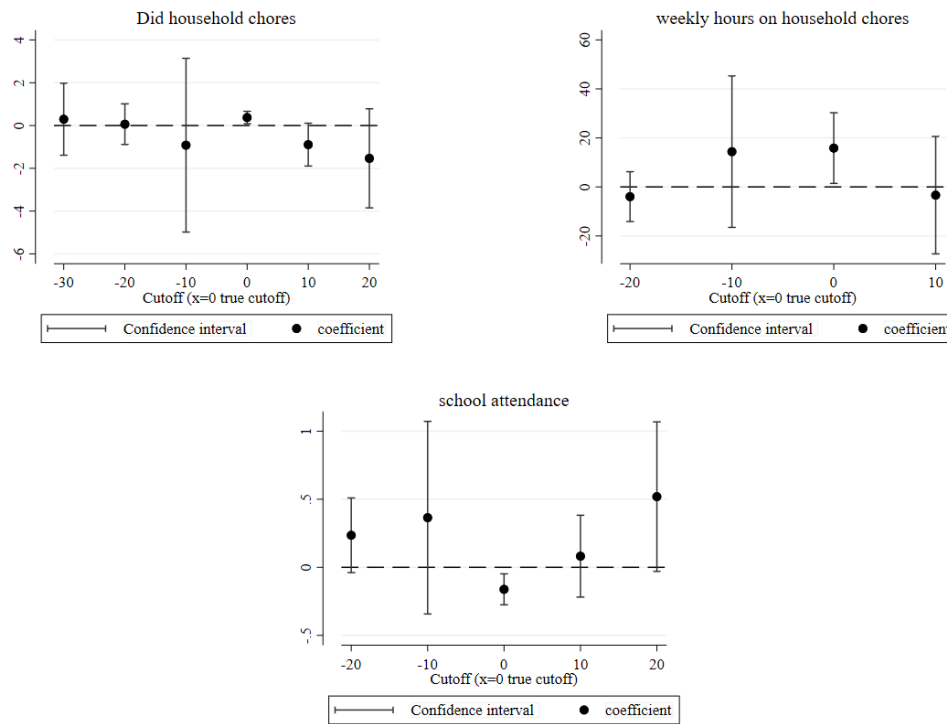 Did household chores
4
2
0
-2
-4
-6
-30
-20
-10
0
10
20
Cutoff (x=0 true cutoff)
Confidence interval
coefficient
weekly hours on household chores
60
40
20
0
-20
-20
-10
0
10
Cutoff (x=0 true cutoff)
Confidence interval
coefficient
school attendance
1
.5
0
-.5
-20
-10
0
10
20
Cutoff (x=0 true cutoff)
Confidence interval
coefficient